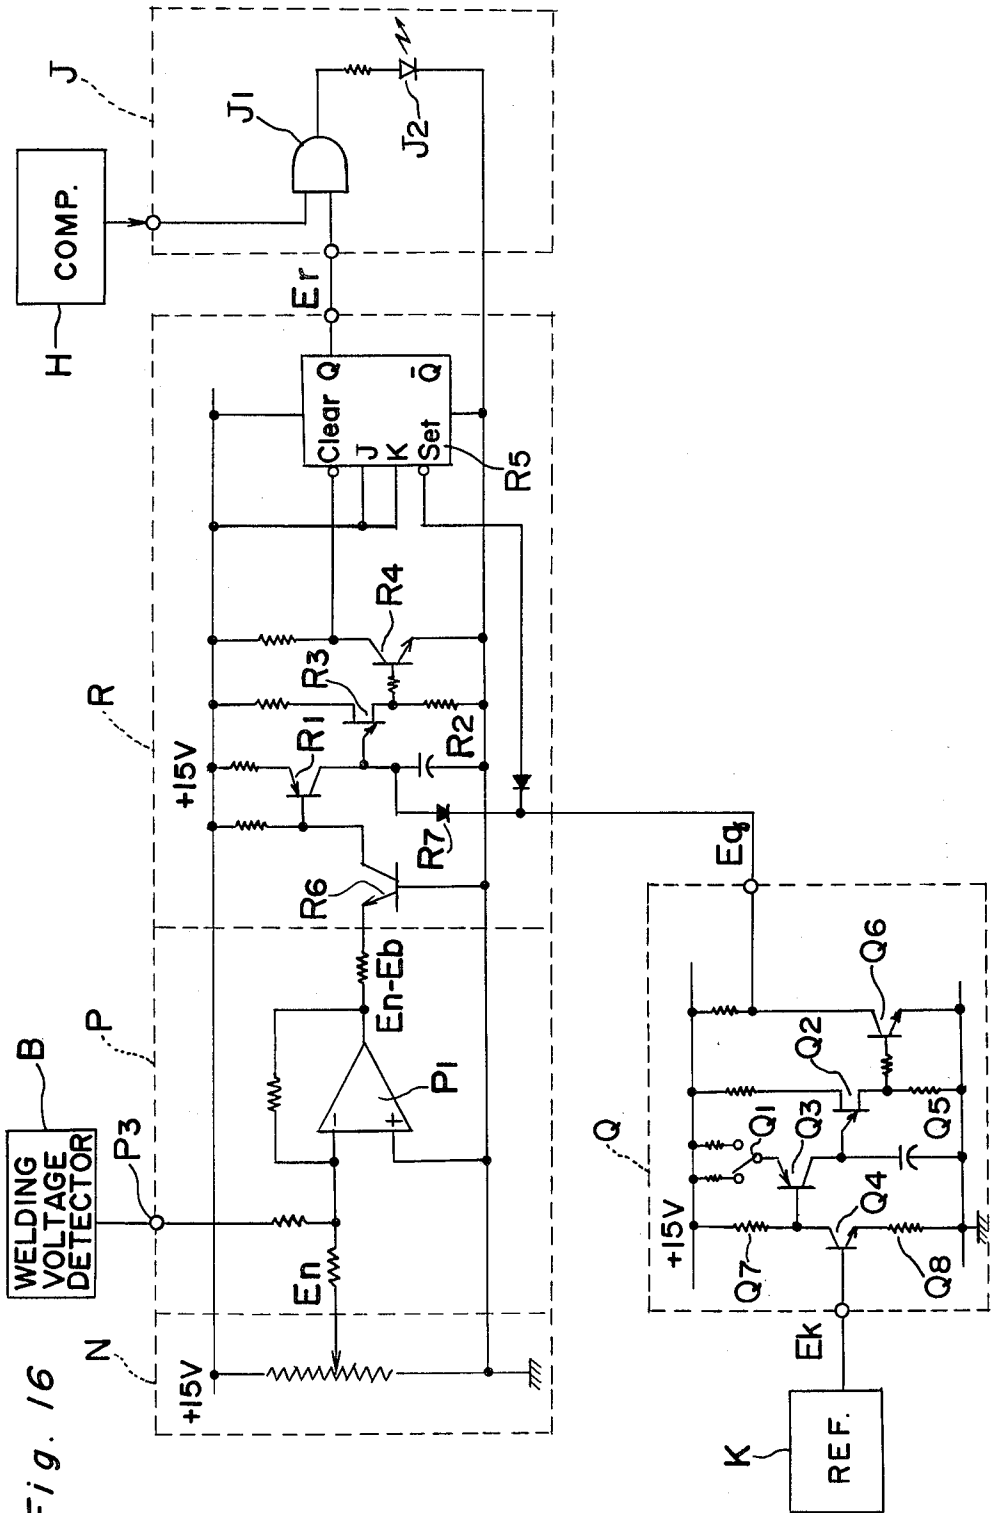 Fig. 16
J
COMP.
H
J1
J2
Er
R
+15V
Clear
Q
J
K
Set
Q̄
R5
R4
R3
R1
R2
R7
R6
P
B
WELDING
VOLTAGE
DETECTOR
P3
En-Eb
P1
−
+
En
N
+15V
Eq
Q
+15V
Q1
Q2
Q3
Q4
Q5
Q6
Q7
Q8
Ek
K
REF.